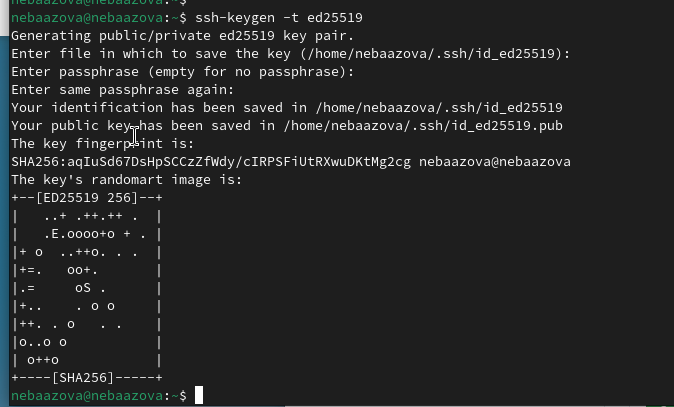 nebaazova@nebaazova:~$ ssh-keygen -t ed25519
Generating public/private ed25519 key pair.
Enter file in which to save the key (/home/nebaazova/.ssh/id_ed25519):
Enter passphrase (empty for no passphrase):
Enter same passphrase again:
Your identification has been saved in /home/nebaazova/.ssh/id_ed25519
Your public key has been saved in /home/nebaazova/.ssh/id_ed25519.pub
The key fingerprint is:
SHA256:aqIuSd67DsHpSCCzZfWdy/cIRPSFiUtRXwuDKtMg2cg nebaazova@nebaazova
The key's randomart image is:
+--[ED25519 256]--+
|   ..+ .++.++ .  |
|   .E.oooo+o + . |
|+ o  ..++o. . .  |
|+=.   oo+.       |
|.=     oS .      |
|+..    . o o     |
|++. . o   . .    |
|o..o o           |
| o++o            |
+----[SHA256]-----+
nebaazova@nebaazova:~$